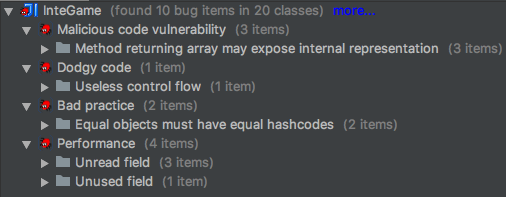 InteGame (found 10 bug items in 20 classes) more...
Malicious code vulnerability (3 items)
Method returning array may expose internal representation (3 items)
Dodgy code (1 item)
Useless control flow (1 item)
Bad practice (2 items)
Equal objects must have equal hashcodes (2 items)
Performance (4 items)
Unread field (3 items)
Unused field (1 item)